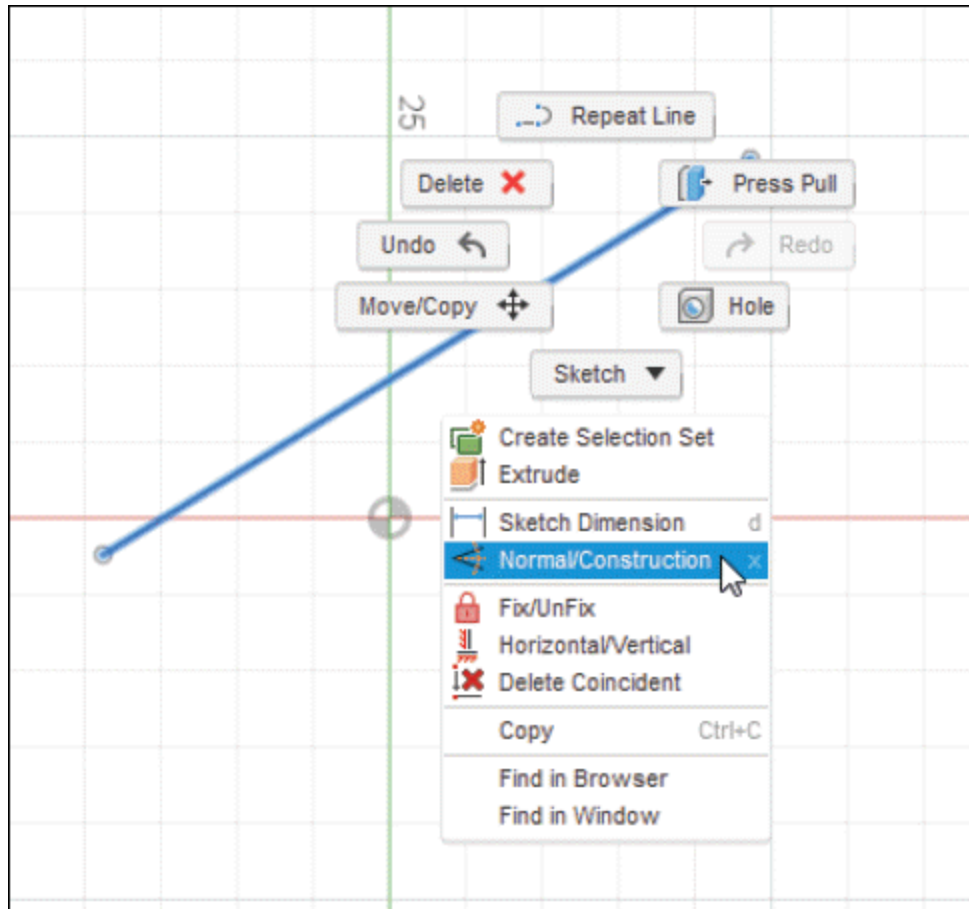 25
Repeat Line
Delete
Press Pull
Undo
Redo
Move/Copy
Hole
Sketch
Create Selection Set
Extrude
Sketch Dimension d
Normal/Construction x
Fix/UnFix
Horizontal/Vertical
Delete Coincident
Copy Ctrl+C
Find in Browser
Find in Window